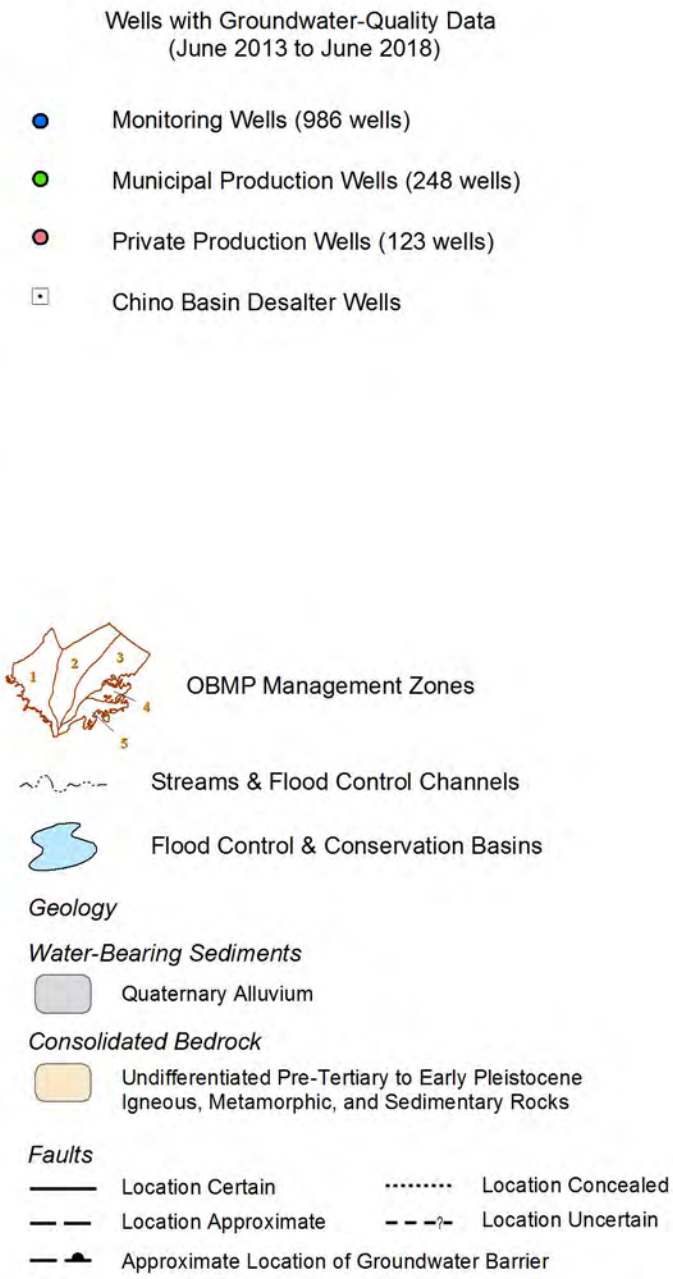 Wells with Groundwater-Quality Data
(June 2013 to June 2018)
Monitoring Wells (986 wells)
Municipal Production Wells (248 wells)
Private Production Wells (123 wells)
Chino Basin Desalter Wells
1
2
3
4
5
OBMP Management Zones
Streams & Flood Control Channels
Flood Control & Conservation Basins
Geology
Water-Bearing Sediments
Quaternary Alluvium
Consolidated Bedrock
Undifferentiated Pre-Tertiary to Early Pleistocene
Igneous, Metamorphic, and Sedimentary Rocks
Faults
Location Certain
Location Concealed
Location Approximate
?
Location Uncertain
Approximate Location of Groundwater Barrier